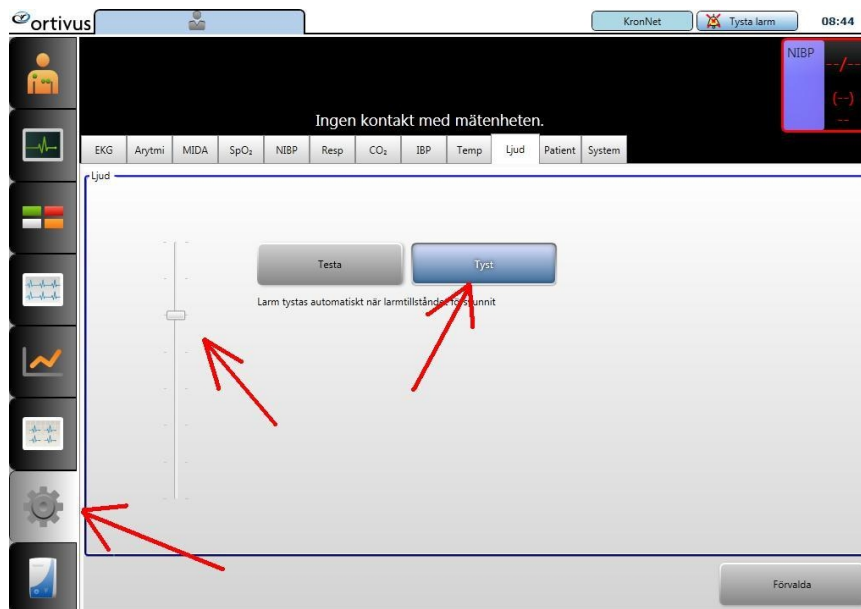 ortivus
KronNet
Tysta larm
08:44
NIBP
--/--
(--)
--
Ingen kontakt med mätenheten.
EKG Arytmi MIDA SpO₂ NIBP Resp CO₂ IBP Temp Ljud Patient System
Ljud
Testa
Tyst
Larm tystas automatiskt när larmtillståndet försvunnit
Förvalda